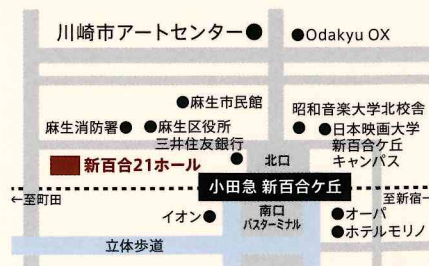 川崎市アートセンター
Odakyu OX
麻生市民館
昭和音楽大学北校舎
麻生消防署
麻生区役所
日本映画大学
新百合ケ丘
キャンパス
三井住友銀行
新百合21ホール
北口
小田急 新百合ケ丘
←至町田
至新宿→
イオン
南口
バスターミナル
オーパ
ホテルモリノ
立体歩道